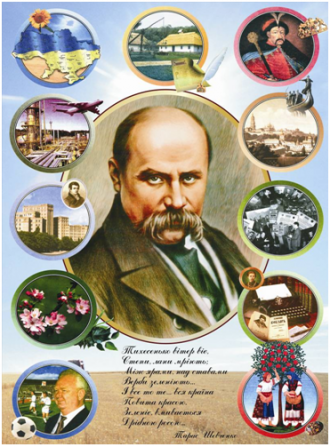 Тихесенько вітер віє,
Степи, лани мріють;
Між ярами, над ставами
Верби зеленіють...
І все то те... вся країна
Повита красою,
Зеленіє, вмивається
Дрібною росою...
Тарас Шевченко